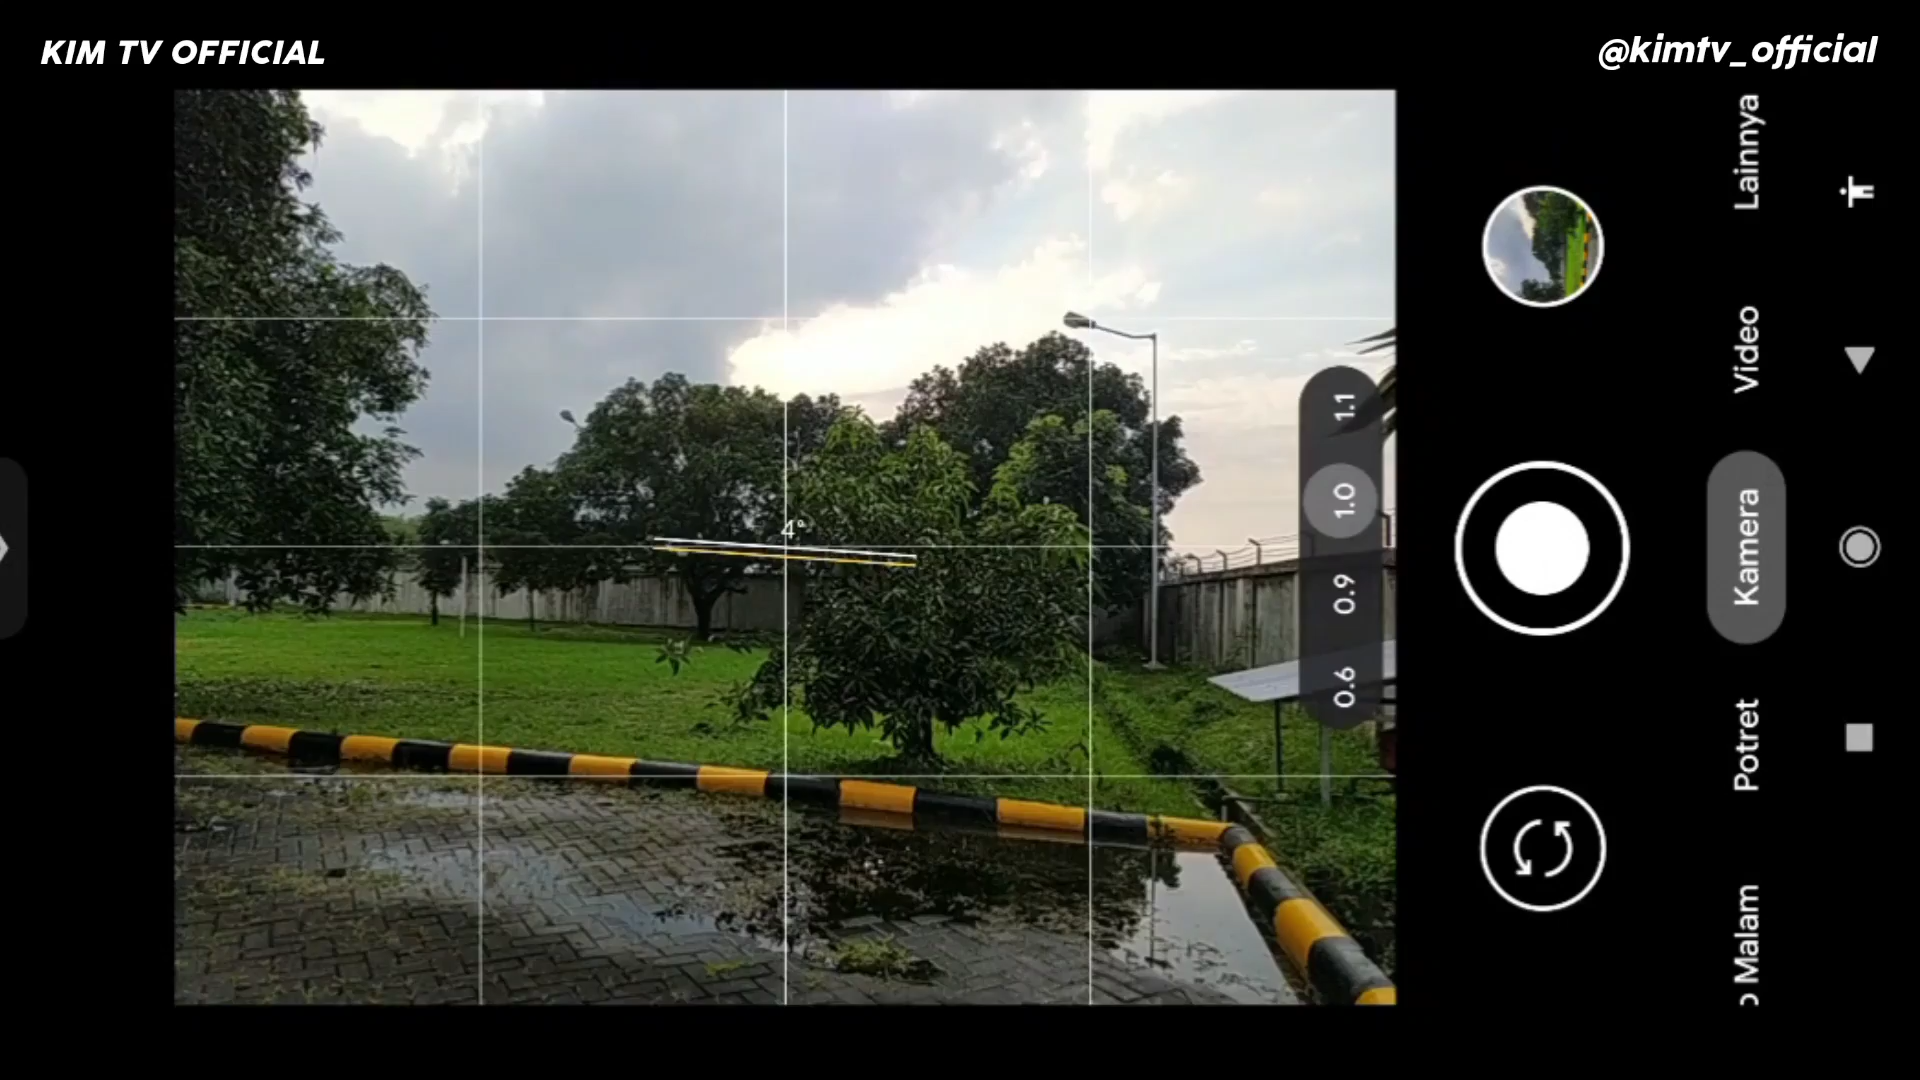 KIM TV OFFICIAL
@kimtv_official
4°
1.1
1.0
0.9
0.6
Lainnya
Video
Kamera
Potret
Malam